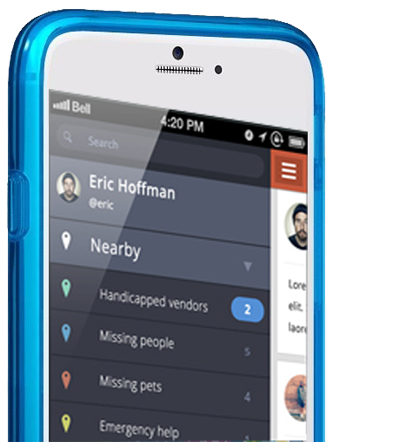 Bell
4:20 PM
Search
Eric Hoffman
@eric
Nearby
Handicapped vendors 2
Missing people 5
Missing pets 4
Emergency help
Lore
elit,
laore